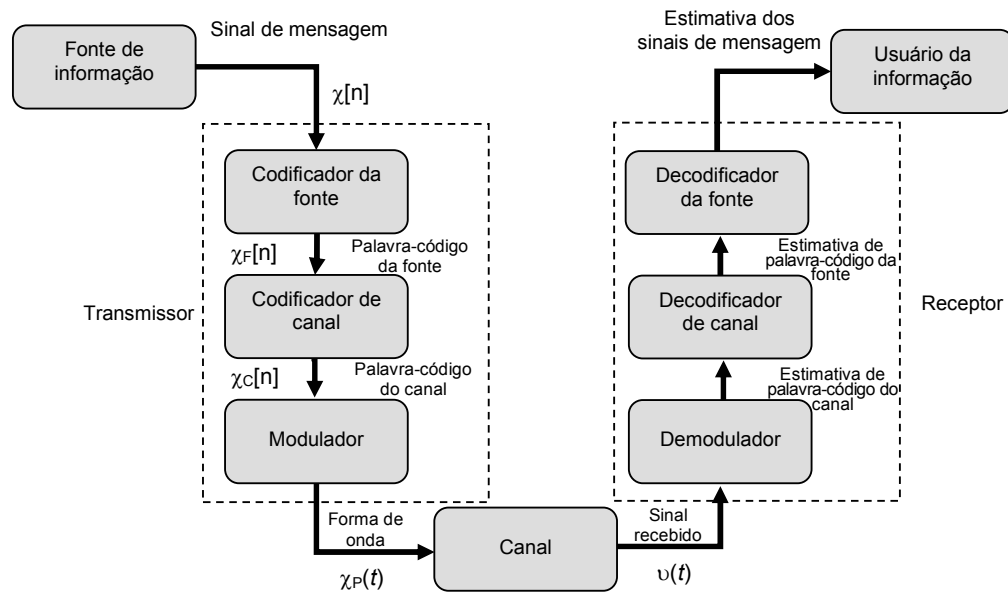 Fonte de
informação
Sinal de mensagem
χ[n]
Transmissor
Codificador da
fonte
χF[n]
Palavra-código
da fonte
Codificador de
canal
χC[n]
Palavra-código
do canal
Modulador
Forma de
onda
χP(t)
Canal
Sinal
recebido
υ(t)
Receptor
Demodulador
Estimativa de
palavra-código do
canal
Decodificador
de canal
Estimativa de
palavra-código da
fonte
Decodificador
da fonte
Estimativa dos
sinais de mensagem
Usuário da
informação